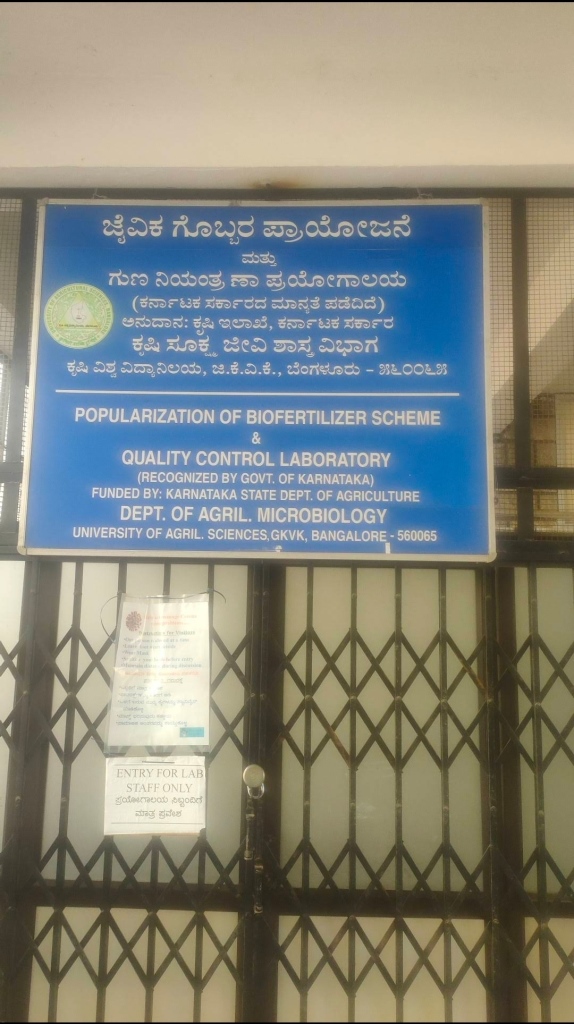 ಜೈವಿಕ ಗೊಬ್ಬರ ಪ್ರಾಯೋಜನೆ
ಮತ್ತು
ಗುಣ ನಿಯಂತ್ರಣಾ ಪ್ರಯೋಗಾಲಯ
(ಕರ್ನಾಟಕ ಸರ್ಕಾರದ ಮಾನ್ಯತೆ ಪಡೆದಿದೆ)
ಅನುದಾನ: ಕೃಷಿ ಇಲಾಖೆ, ಕರ್ನಾಟಕ ಸರ್ಕಾರ
ಕೃಷಿ ಸೂಕ್ಷ್ಮ ಜೀವಿ ಶಾಸ್ತ್ರ ವಿಭಾಗ
ಕೃಷಿ ವಿಶ್ವವಿದ್ಯಾನಿಲಯ, ಜಿ.ಕೆ.ವಿ.ಕೆ., ಬೆಂಗಳೂರು – ೫೬೦೦೬೫
POPULARIZATION OF BIOFERTILIZER SCHEME
&
QUALITY CONTROL LABORATORY
(RECOGNIZED BY GOVT. OF KARNATAKA)
FUNDED BY: KARNATAKA STATE DEPT. OF AGRICULTURE
DEPT. OF AGRIL. MICROBIOLOGY
UNIVERSITY OF AGRIL. SCIENCES,GKVK, BANGALORE - 560065
ENTRY FOR LAB
STAFF ONLY
ಪ್ರಯೋಗಾಲಯ ಸಿಬ್ಬಂದಿಗೆ
ಮಾತ್ರ ಪ್ರವೇಶ